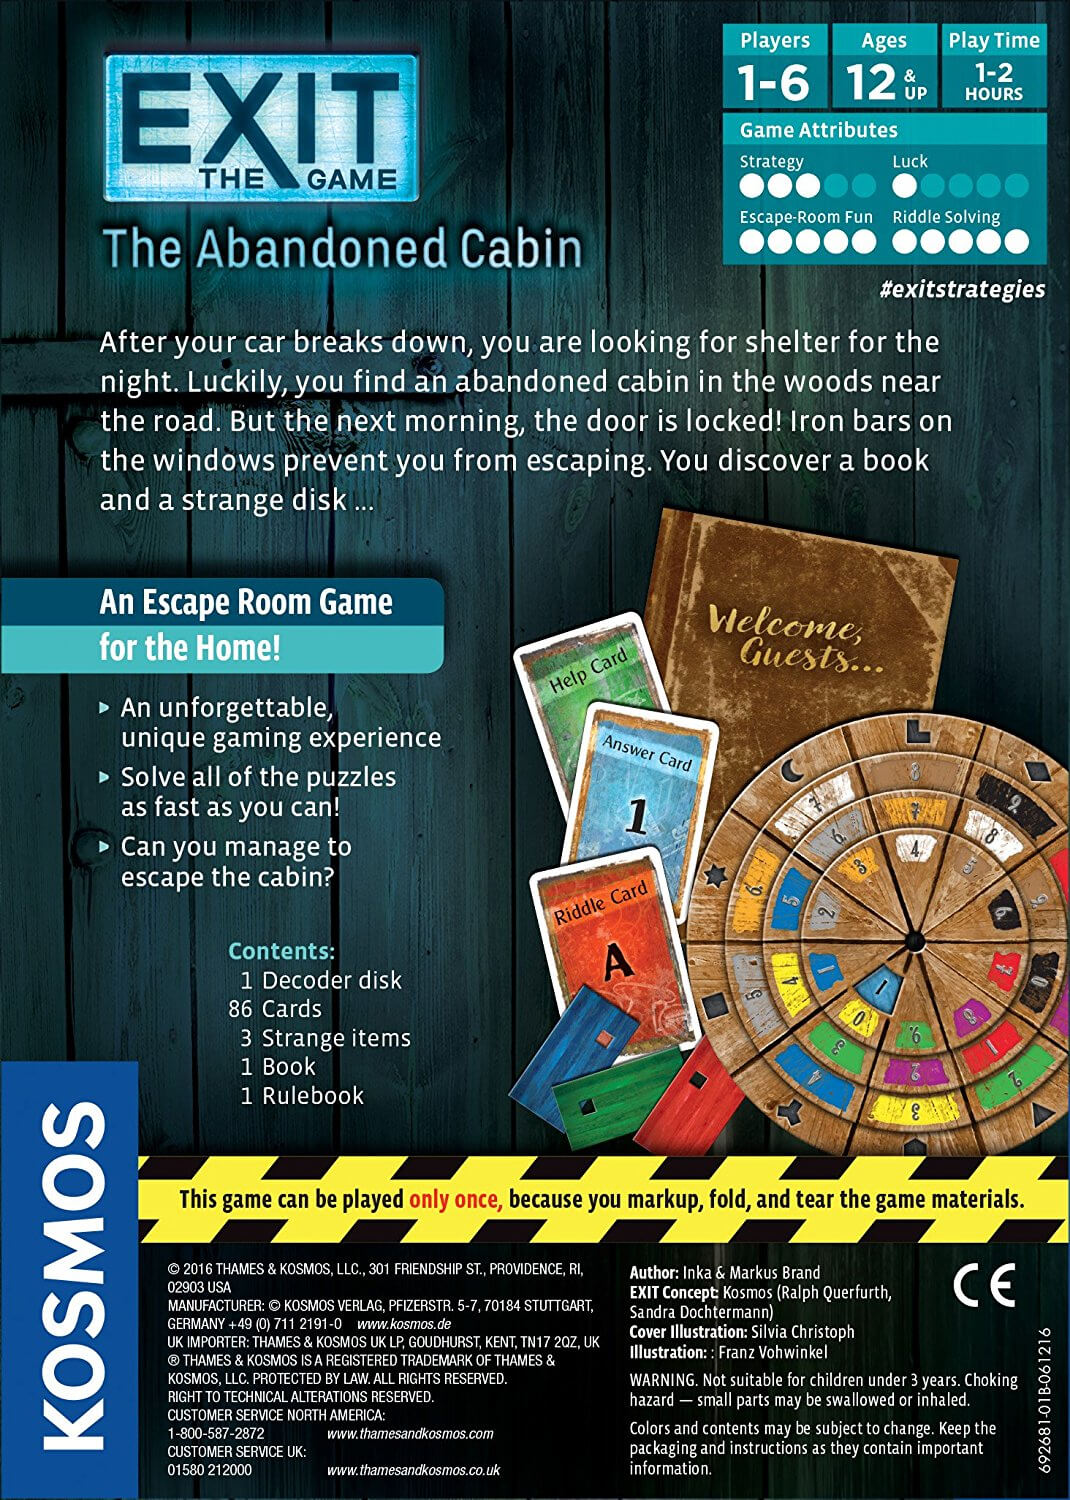 EXIT
THE GAME
The Abandoned Cabin
Players
1-6
Ages
12 & UP
Play Time
1-2
HOURS
Game Attributes
Strategy Luck
Escape-Room Fun Riddle Solving
#exitstrategies
After your car breaks down, you are looking for shelter for the
night. Luckily, you find an abandoned cabin in the woods near
the road. But the next morning, the door is locked! Iron bars on
the windows prevent you from escaping. You discover a book
and a strange disk ...
An Escape Room Game
for the Home!
An unforgettable,
unique gaming experience
Solve all of the puzzles
as fast as you can!
Can you manage to
escape the cabin?
Contents:
1 Decoder disk
86 Cards
3 Strange items
1 Book
1 Rulebook
Welcome,
Guests...
Help Card
Answer Card
1
Riddle Card
A
KOSMOS
This game can be played only once, because you markup, fold, and tear the game materials.
© 2016 THAMES & KOSMOS, LLC., 301 FRIENDSHIP ST., PROVIDENCE, RI,
02903 USA
MANUFACTURER: © KOSMOS VERLAG, PFIZERSTR. 5-7, 70184 STUTTGART,
GERMANY +49 (0) 711 2191-0 www.kosmos.de
UK IMPORTER: THAMES & KOSMOS UK LP, GOUDHURST, KENT, TN17 2QZ, UK
® THAMES & KOSMOS IS A REGISTERED TRADEMARK OF THAMES &
KOSMOS, LLC. PROTECTED BY LAW. ALL RIGHTS RESERVED.
RIGHT TO TECHNICAL ALTERATIONS RESERVED.
CUSTOMER SERVICE NORTH AMERICA:
1-800-587-2872 www.thamesandkosmos.com
CUSTOMER SERVICE UK:
01580 212000 www.thamesandkosmos.co.uk
Author: Inka & Markus Brand
EXIT Concept: Kosmos (Ralph Querfurth,
Sandra Dochtermann)
Cover Illustration: Silvia Christoph
Illustration: : Franz Vohwinkel
WARNING. Not suitable for children under 3 years. Choking
hazard — small parts may be swallowed or inhaled.
Colors and contents may be subject to change. Keep the
packaging and instructions as they contain important
information.
CE
692681-01B-061216